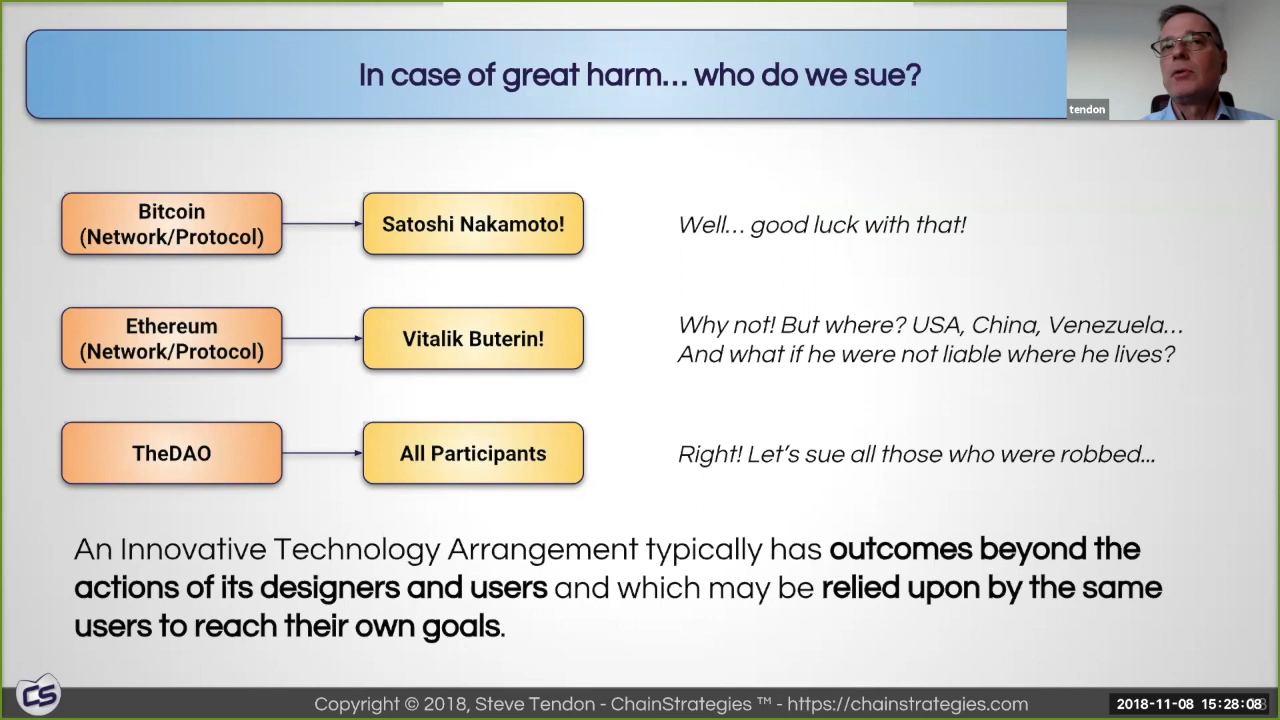 In case of great harm... who do we sue?
tendon
Bitcoin
(Network/Protocol)
Satoshi Nakamoto!
Well... good luck with that!
Ethereum
(Network/Protocol)
Vitalik Buterin!
Why not! But where? USA, China, Venezuela...
And what if he were not liable where he lives?
TheDAO
All Participants
Right! Let's sue all those who were robbed...
An Innovative Technology Arrangement typically has outcomes beyond the
actions of its designers and users and which may be relied upon by the same
users to reach their own goals.
CS
Copyright © 2018, Steve Tendon - ChainStrategies ™ - https://chainstrategies.com
2018-11-08 15:28:08